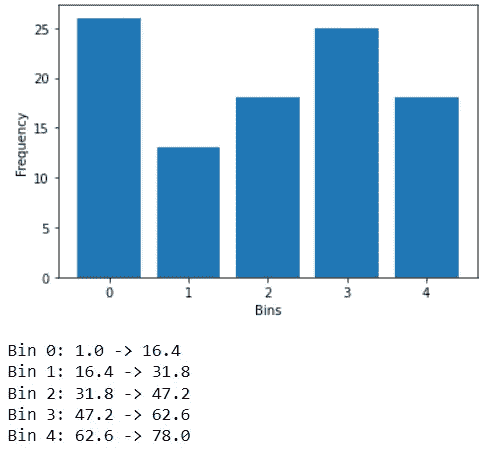 25
20
15
10
5
0
Frequency
0 1 2 3 4
Bins
Bin 0: 1.0 -> 16.4
Bin 1: 16.4 -> 31.8
Bin 2: 31.8 -> 47.2
Bin 3: 47.2 -> 62.6
Bin 4: 62.6 -> 78.0